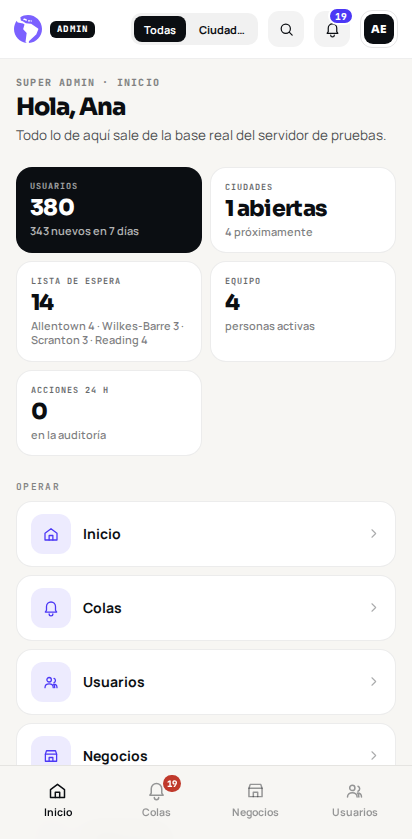 ADMIN
Todas
Ciudad...
19
AE
SUPER ADMIN · INICIO
Hola, Ana
Todo lo de aquí sale de la base real del servidor de pruebas.
USUARIOS
380
343 nuevos en 7 días
CIUDADES
1 abiertas
4 próximamente
LISTA DE ESPERA
14
Allentown 4 · Wilkes-Barre 3 ·
Scranton 3 · Reading 4
EQUIPO
4
personas activas
ACCIONES 24 H
0
en la auditoría
OPERAR
Inicio
Colas
Usuarios
Negocios
Inicio
19
Colas
Negocios
Usuarios